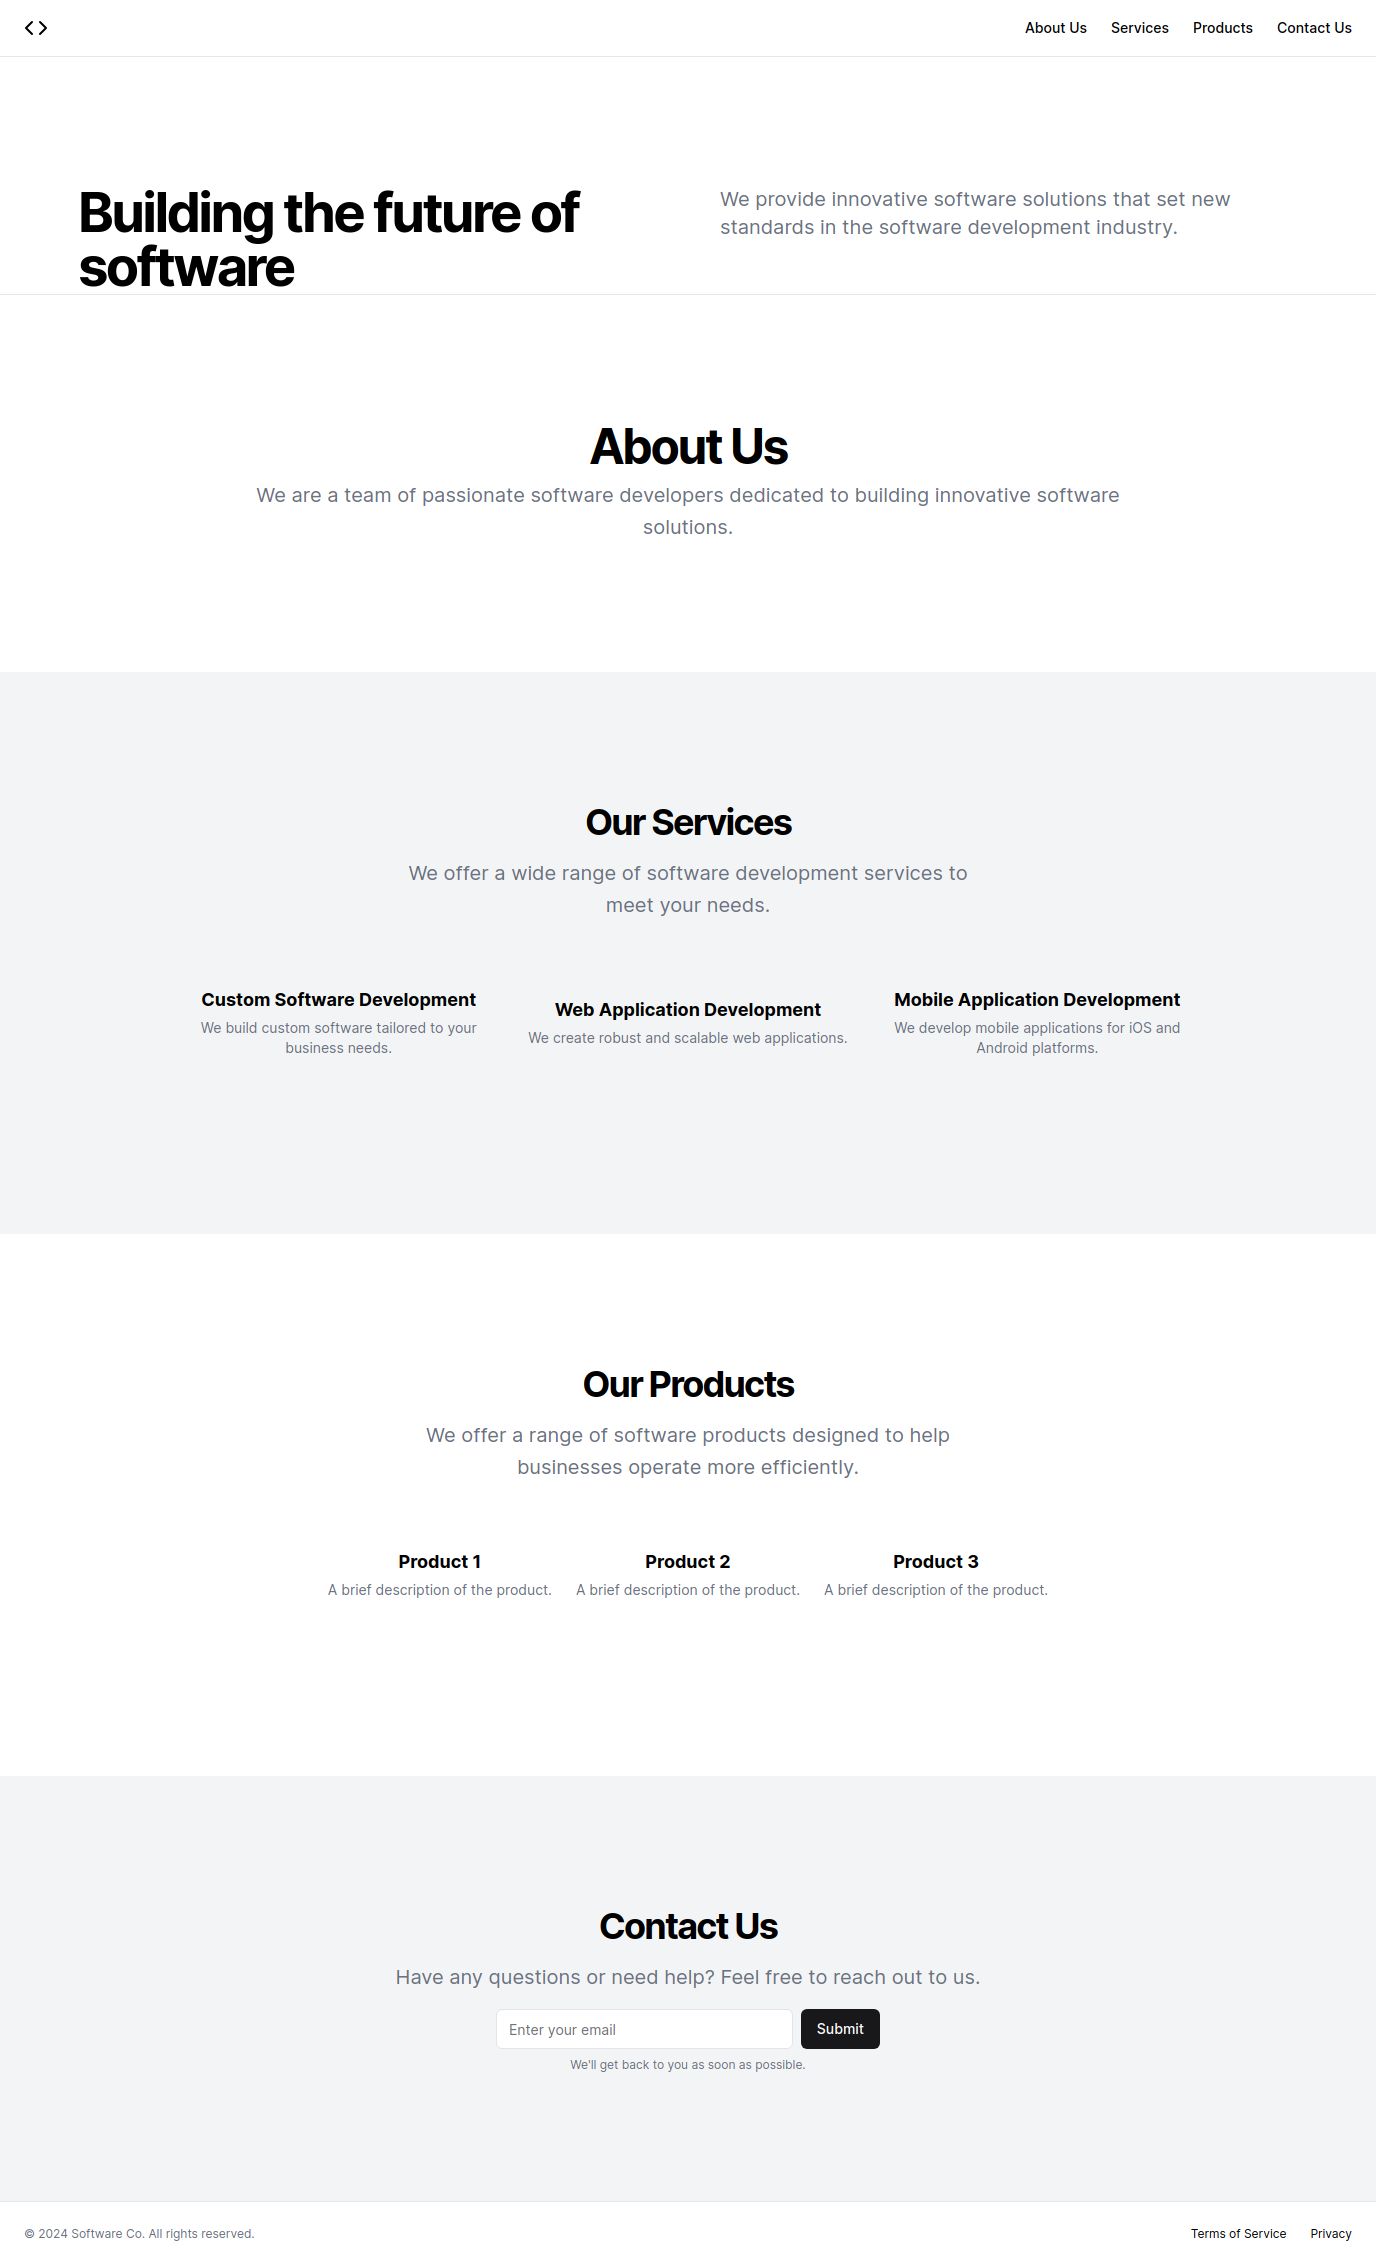 About Us Services Products Contact Us
Building the future of
software
We provide innovative software solutions that set new
standards in the software development industry.
About Us
We are a team of passionate software developers dedicated to building innovative software
solutions.
Our Services
We offer a wide range of software development services to
meet your needs.
Custom Software Development
We build custom software tailored to your
business needs.
Web Application Development
We create robust and scalable web applications.
Mobile Application Development
We develop mobile applications for iOS and
Android platforms.
Our Products
We offer a range of software products designed to help
businesses operate more efficiently.
Product 1
A brief description of the product.
Product 2
A brief description of the product.
Product 3
A brief description of the product.
Contact Us
Have any questions or need help? Feel free to reach out to us.
Enter your email
Submit
We'll get back to you as soon as possible.
© 2024 Software Co. All rights reserved.
Terms of Service Privacy